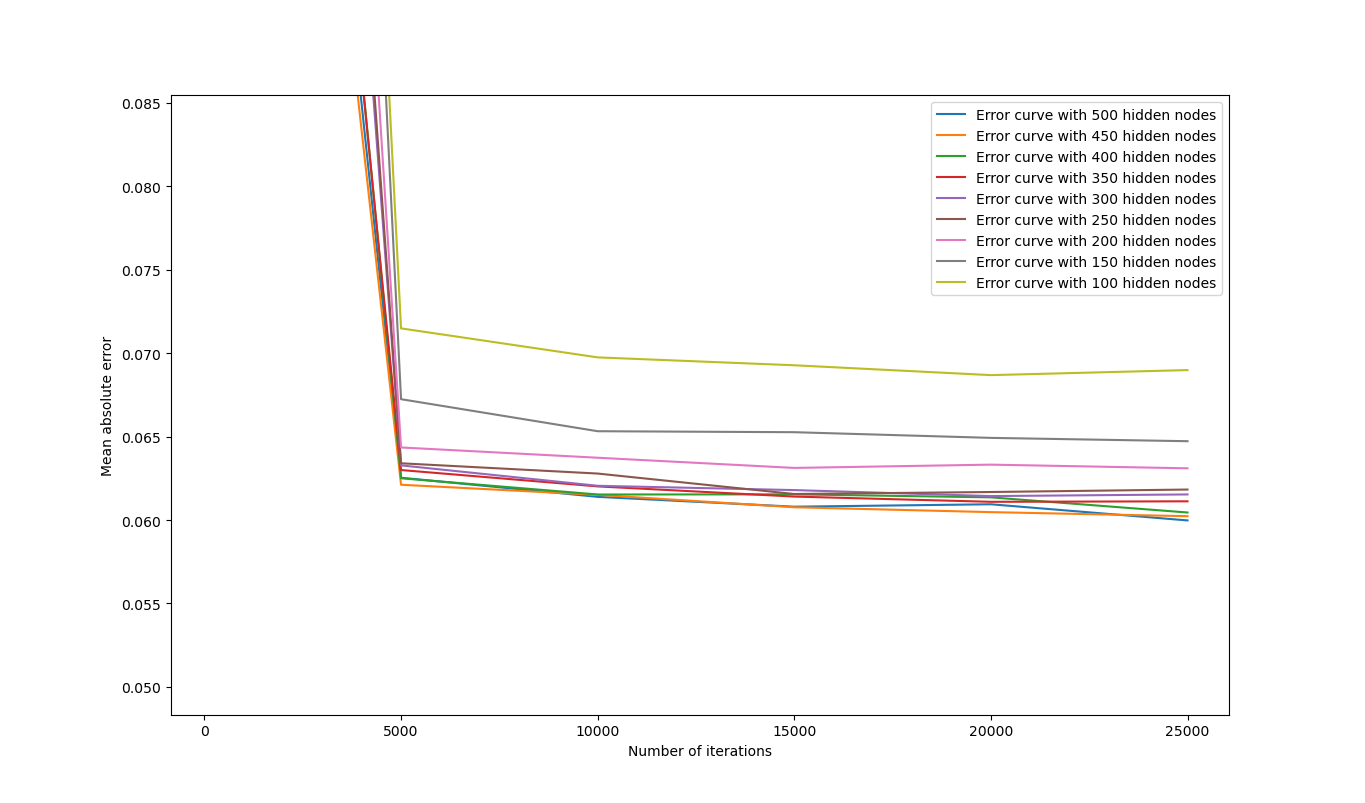 0.085
0.080
0.075
0.070
0.065
0.060
0.055
0.050
Mean absolute error
Error curve with 500 hidden nodes
Error curve with 450 hidden nodes
Error curve with 400 hidden nodes
Error curve with 350 hidden nodes
Error curve with 300 hidden nodes
Error curve with 250 hidden nodes
Error curve with 200 hidden nodes
Error curve with 150 hidden nodes
Error curve with 100 hidden nodes
0 5000 10000 15000 20000 25000
Number of iterations